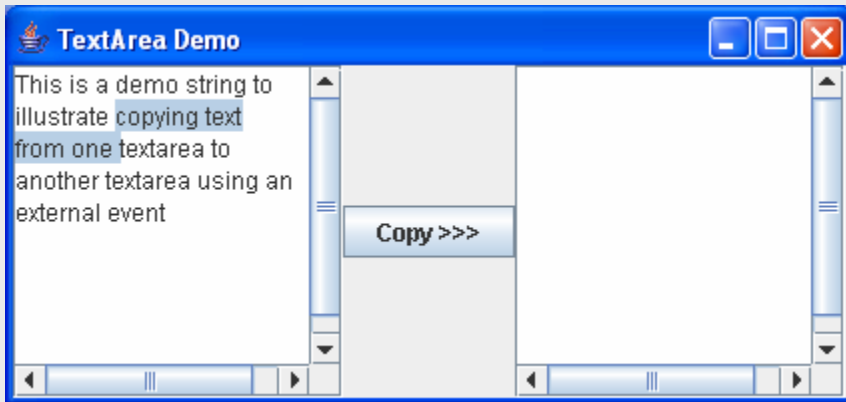 TextArea Demo
This is a demo string to
illustrate copying text
from one textarea to
another textarea using an
external event
Copy >>>